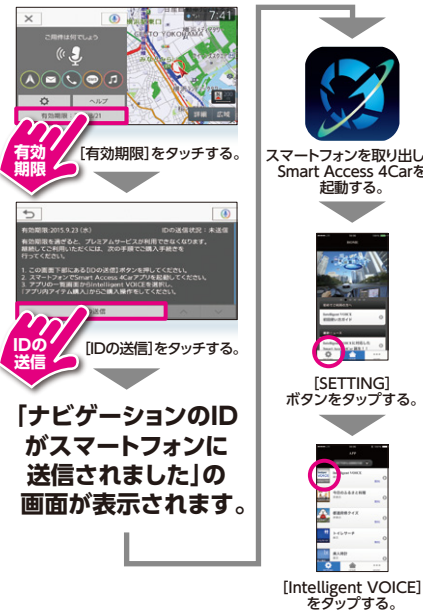 7:41
ご用件は何でしょう
ヘルプ
有効期限
詳細
広域
有効
期限
[有効期限]をタッチする。
有効期限:2015.9.23(水)
IDの送信状況:未送信
有効期限を過ぎると、プレミアムサービスが利用できなくなります。
継続してご利用いただくには、次の手順でご購入手続きを
行ってください。
1. この画面下部にある[IDの送信]ボタンを押してください。
2. スマートフォンでSmart Access 4Carアプリを起動してください。
3. アプリの一覧画面からIntelligent VOICEを選択し、
「アプリ内アイテム購入」からご購入操作をしてください。
送信
IDの
送信
[IDの送信]をタッチする。
「ナビゲーションのID
がスマートフォンに
送信されました」の
画面が表示されます。
スマートフォンを取り出し
Smart Access 4Carを
起動する。
HOME
[SETTING]
ボタンをタップする。
Intelligent VOICE
[Intelligent VOICE]
をタップする。